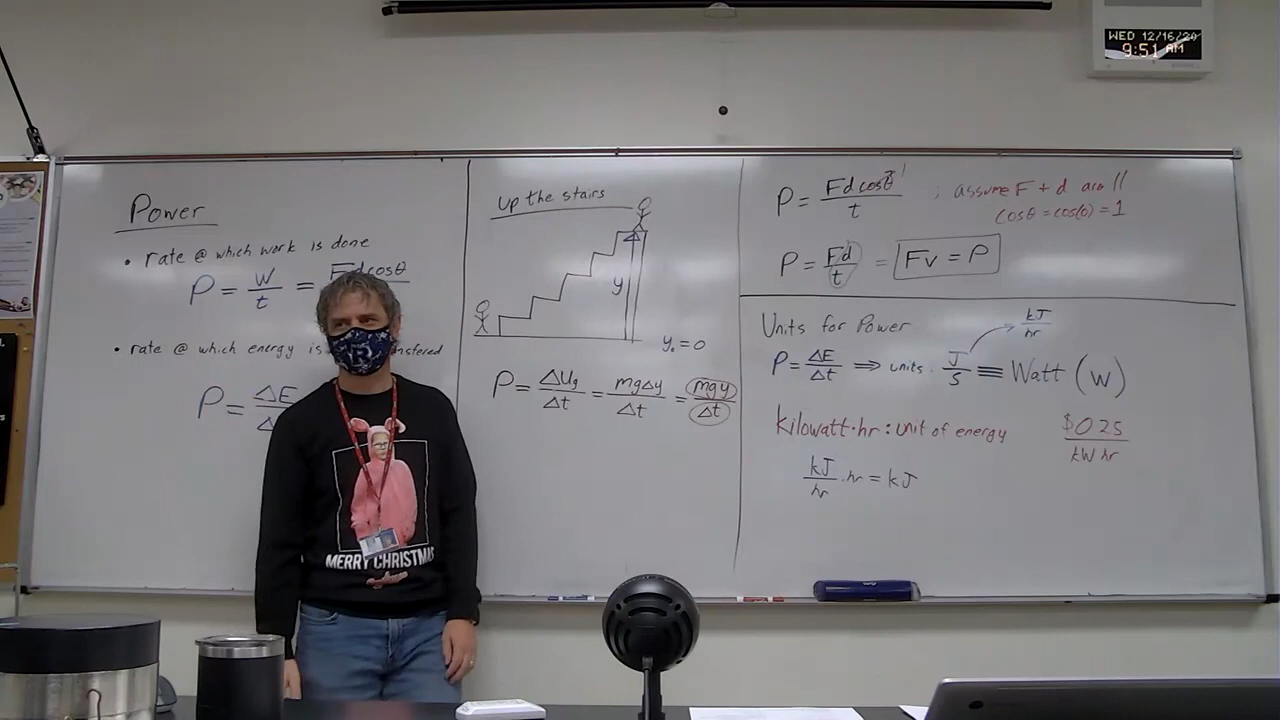 WED 12/16/20
9:51 AM
Power
• rate @ which work is done
P = W/t = Fdcosθ
• rate @ which energy is
P = ΔE
up the stairs
y
y₀ = 0
P = ΔUg/Δt = mgΔy/Δt = mgy/Δt
P = Fdcosθ/t ; assume F + d are //
1
cosθ = cos(0) = 1
P = Fd/t = Fv = P
Units for Power
kJ/hr
P = ΔE/Δt ⟹ units · J/s ≡ Watt (W)
kilowatt·hr : unit of energy
$0.25/kW hr
kJ/hr · hr = kJ
MERRY CHRISTMAS